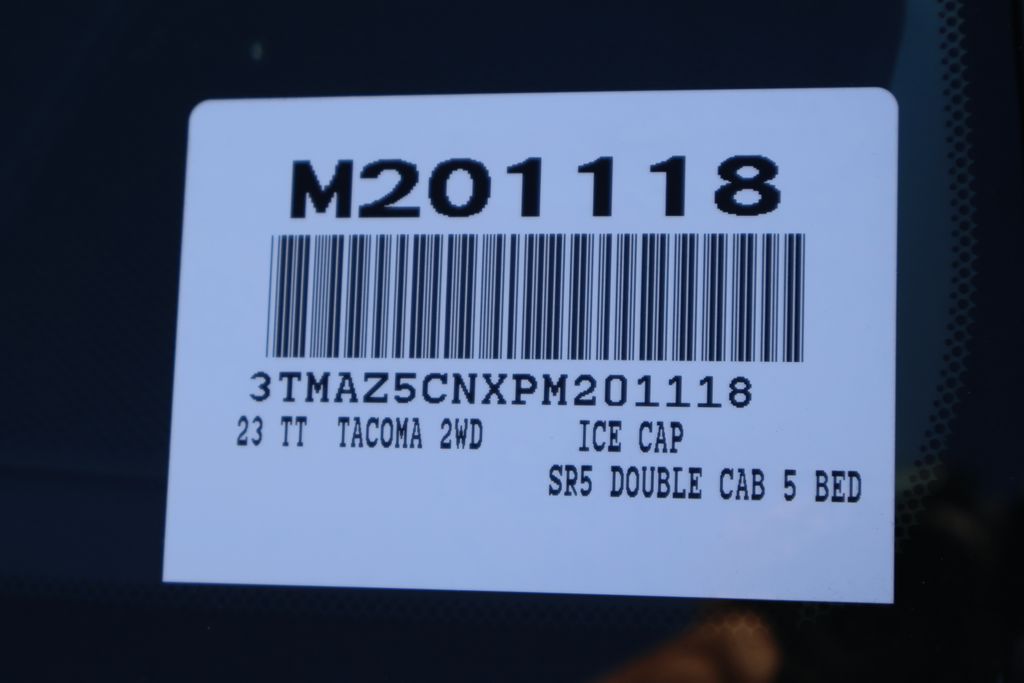 M201118
3TMAZ5CNXPM201118
23 TT TACOMA 2WD ICE CAP
SR5 DOUBLE CAB 5 BED